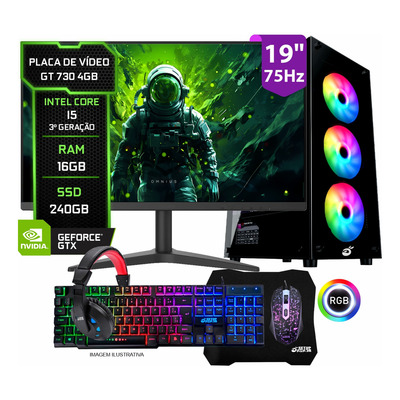 PLACA DE VÍDEO
GT 730 4GB
INTEL CORE
I5
3ª GERAÇÃO
RAM
16GB
SSD
240GB
NVIDIA
GEFORCE
GTX
19"
75Hz
OMNIUS
RGB
IMAGEM ILUSTRATIVA